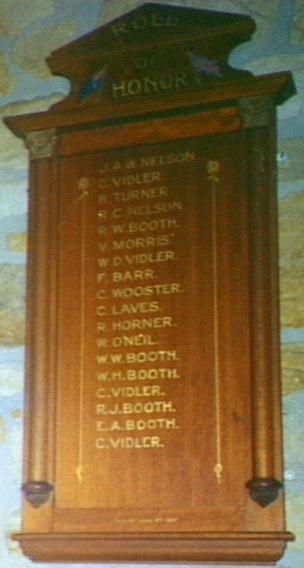 ROLL
OF
HONOR
J.A.W. NELSON
C. VIDLER.
R. TURNER.
R.C. NELSON
R.W. BOOTH.
V. MORRIS
W.D VIDLER.
F. BARR.
C. WOOSTER.
C. LAVES.
R. HORNER.
W. O'NEIL.
W.W. BOOTH.
W.H. BOOTH.
C. VIDLER.
R.J. BOOTH.
E.A. BOOTH.
C. VIDLER.